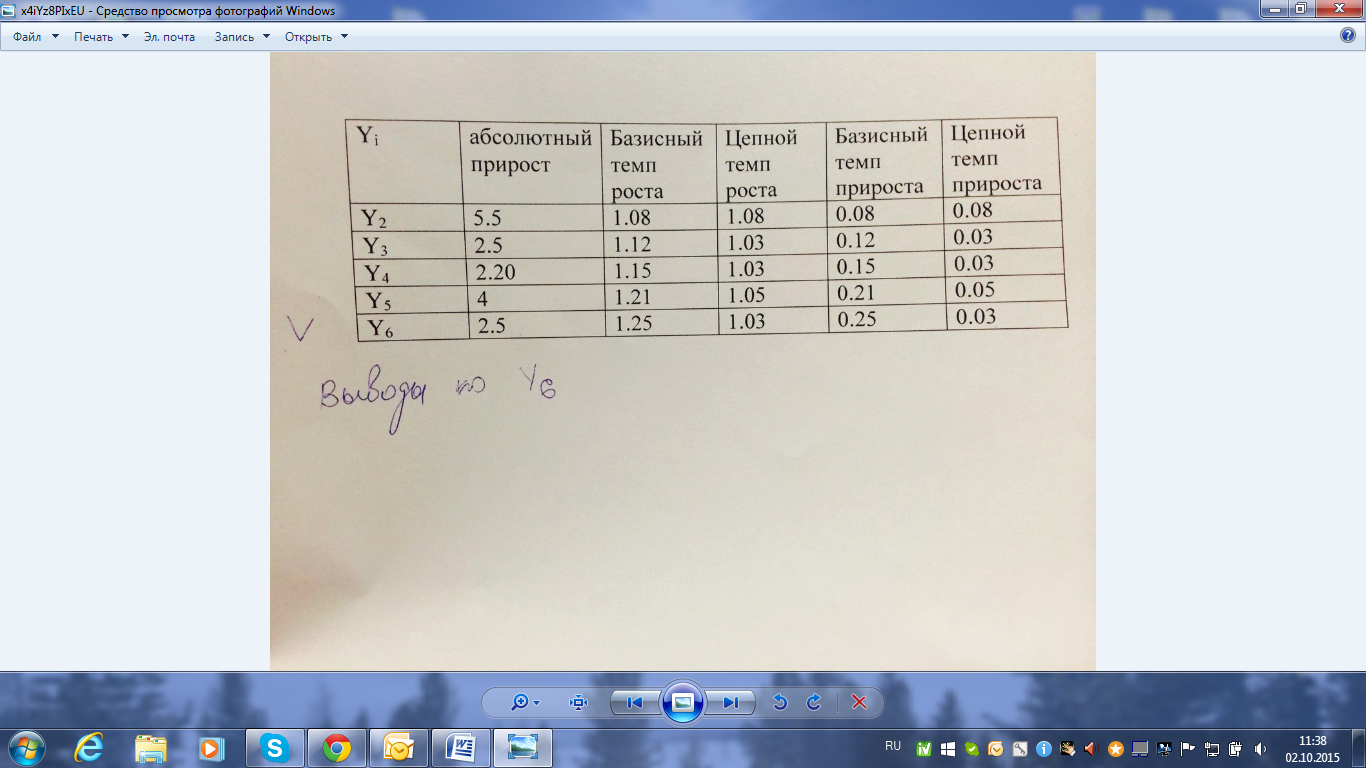 x4iYz8PIxEU - Средство просмотра фотографий Windows
Файл Печать Эл. почта Запись Открыть
Yi абсолютный прирост Базисный темп роста Цепной темп роста Базисный темп прироста Цепной темп прироста
Y2 5.5 1.08 1.08 0.08 0.08
Y3 2.5 1.12 1.03 0.12 0.03
Y4 2.20 1.15 1.03 0.15 0.03
Y5 4 1.21 1.05 0.21 0.05
Y6 2.5 1.25 1.03 0.25 0.03
V
Выводы по Y6
RU
11:38
02.10.2015